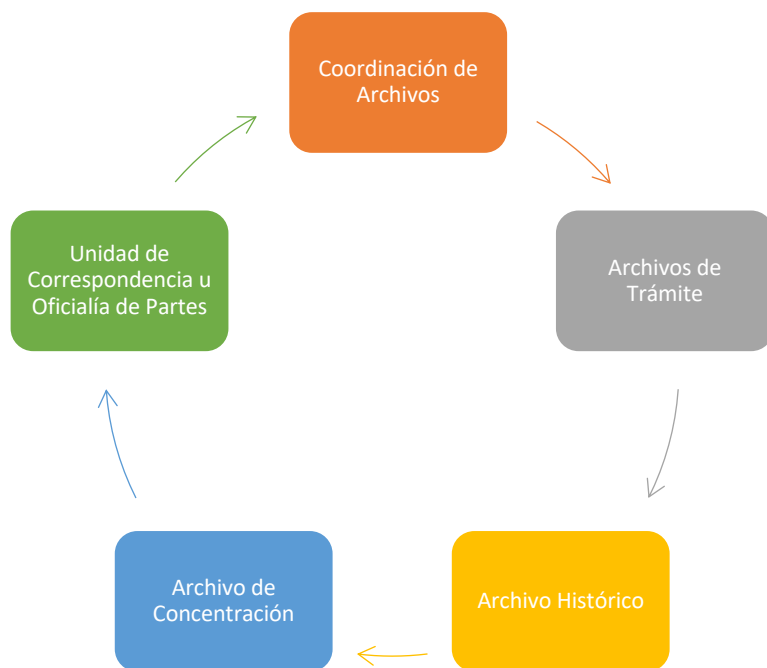 Coordinación de
Archivos
Archivos de
Trámite
Archivo Histórico
Archivo de
Concentración
Unidad de
Correspondencia u
Oficialía de Partes